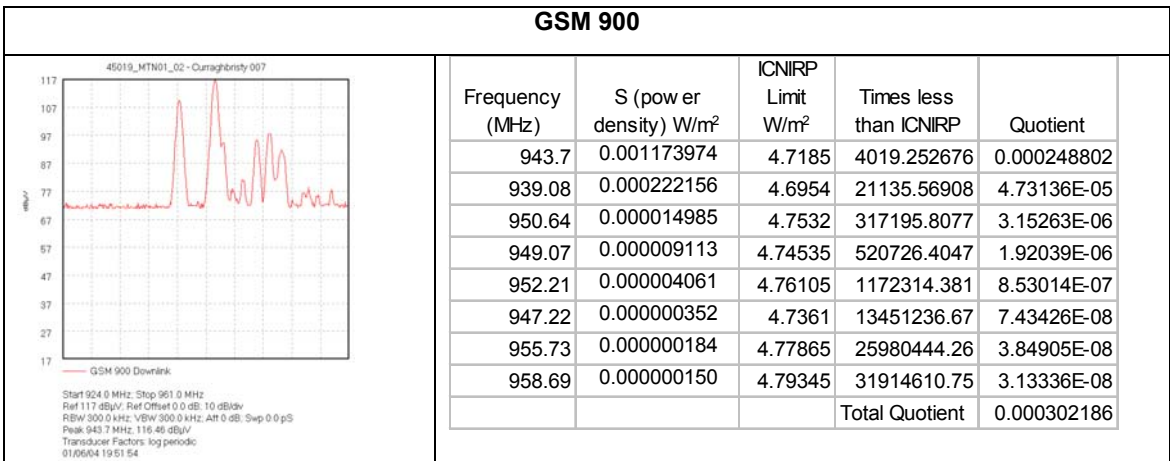 GSM 900
45019_MTN01_02 - Curraghbristy 007
117
107
97
87
77
67
57
47
37
27
17
dBµV
GSM 900 Downlink
Start 924.0 MHz; Stop 961.0 MHz
Ref 117 dBµV; Ref Offset 0.0 dB; 10 dB/div
RBW 300.0 kHz; VBW 300.0 kHz; Att 0 dB; Swp 0.0 pS
Peak 943.7 MHz, 116.46 dBµV
Transducer Factors: log periodic
01/06/04 19:51:54
Frequency (MHz) S (power density) W/m² ICNIRP Limit W/m² Times less than ICNIRP Quotient
943.7 0.001173974 4.7185 4019.252676 0.000248802
939.08 0.000222156 4.6954 21135.56908 4.73136E-05
950.64 0.000014985 4.7532 317195.8077 3.15263E-06
949.07 0.000009113 4.74535 520726.4047 1.92039E-06
952.21 0.000004061 4.76105 1172314.381 8.53014E-07
947.22 0.000000352 4.7361 13451236.67 7.43426E-08
955.73 0.000000184 4.77865 25980444.26 3.84905E-08
958.69 0.000000150 4.79345 31914610.75 3.13336E-08
Total Quotient 0.000302186